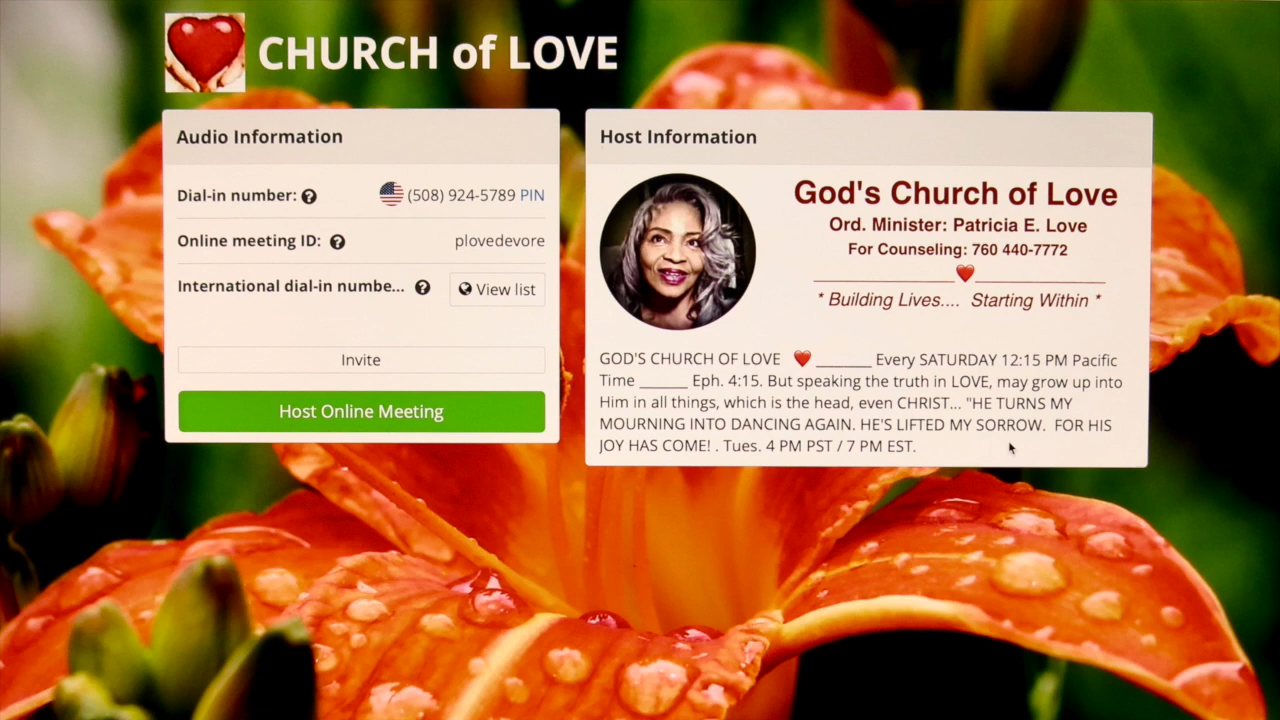 CHURCH of LOVE
Audio Information
Dial-in number: ? (508) 924-5789 PIN
Online meeting ID: ? plovedevore
International dial-in numbe... ? View list
Invite
Host Online Meeting
Host Information
God's Church of Love
Ord. Minister: Patricia E. Love
For Counseling: 760 440-7772
______________❤️______________
* Building Lives.... Starting Within *
GOD'S CHURCH OF LOVE ❤️ _______ Every SATURDAY 12:15 PM Pacific
Time ______ Eph. 4:15. But speaking the truth in LOVE, may grow up into
Him in all things, which is the head, even CHRIST... "HE TURNS MY
MOURNING INTO DANCING AGAIN. HE'S LIFTED MY SORROW. FOR HIS
JOY HAS COME! . Tues. 4 PM PST / 7 PM EST.